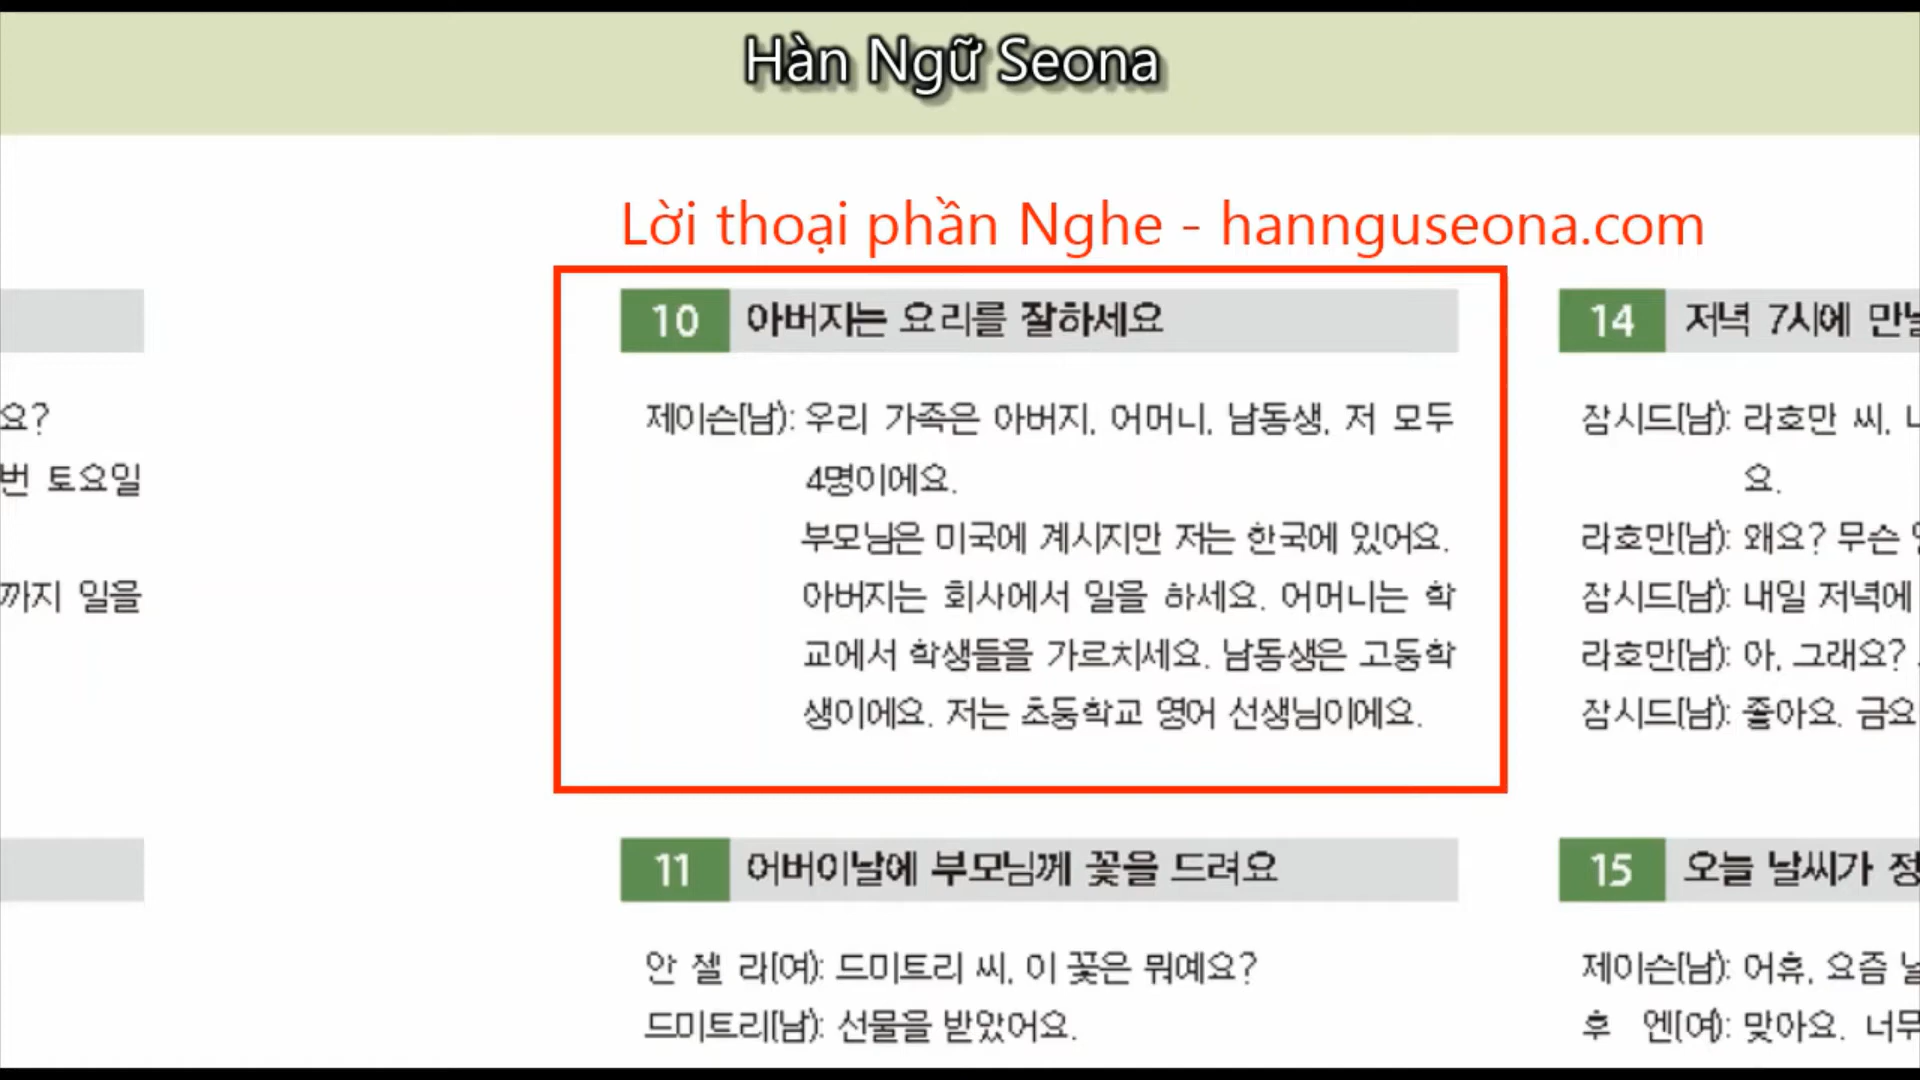 Hàn Ngữ Seona
Lời thoại phần Nghe - hannguseona.com
요?
번 토요일
까지 일을
10 아버지는 요리를 잘하세요
제이슨(남): 우리 가족은 아버지, 어머니, 남동생, 저 모두
4명이에요.
부모님은 미국에 계시지만 저는 한국에 있어요.
아버지는 회사에서 일을 하세요. 어머니는 학
교에서 학생들을 가르치세요. 남동생은 고등학
생이에요. 저는 초등학교 영어 선생님이에요.
11 어버이날에 부모님께 꽃을 드려요
안 젤 라(여): 드미트리 씨, 이 꽃은 뭐예요?
드미트리(남): 선물을 받았어요.
14 저녁 7시에
잠시드(남): 라호만 씨,
요.
라호만(남): 왜요? 무슨
잠시드(남): 내일 저녁에
라호만(남): 아, 그래요?
잠시드(남): 좋아요. 금요
15 오늘 날씨가 정
제이슨(남): 어휴, 요즘
후 엔(여): 맞아요. 너무